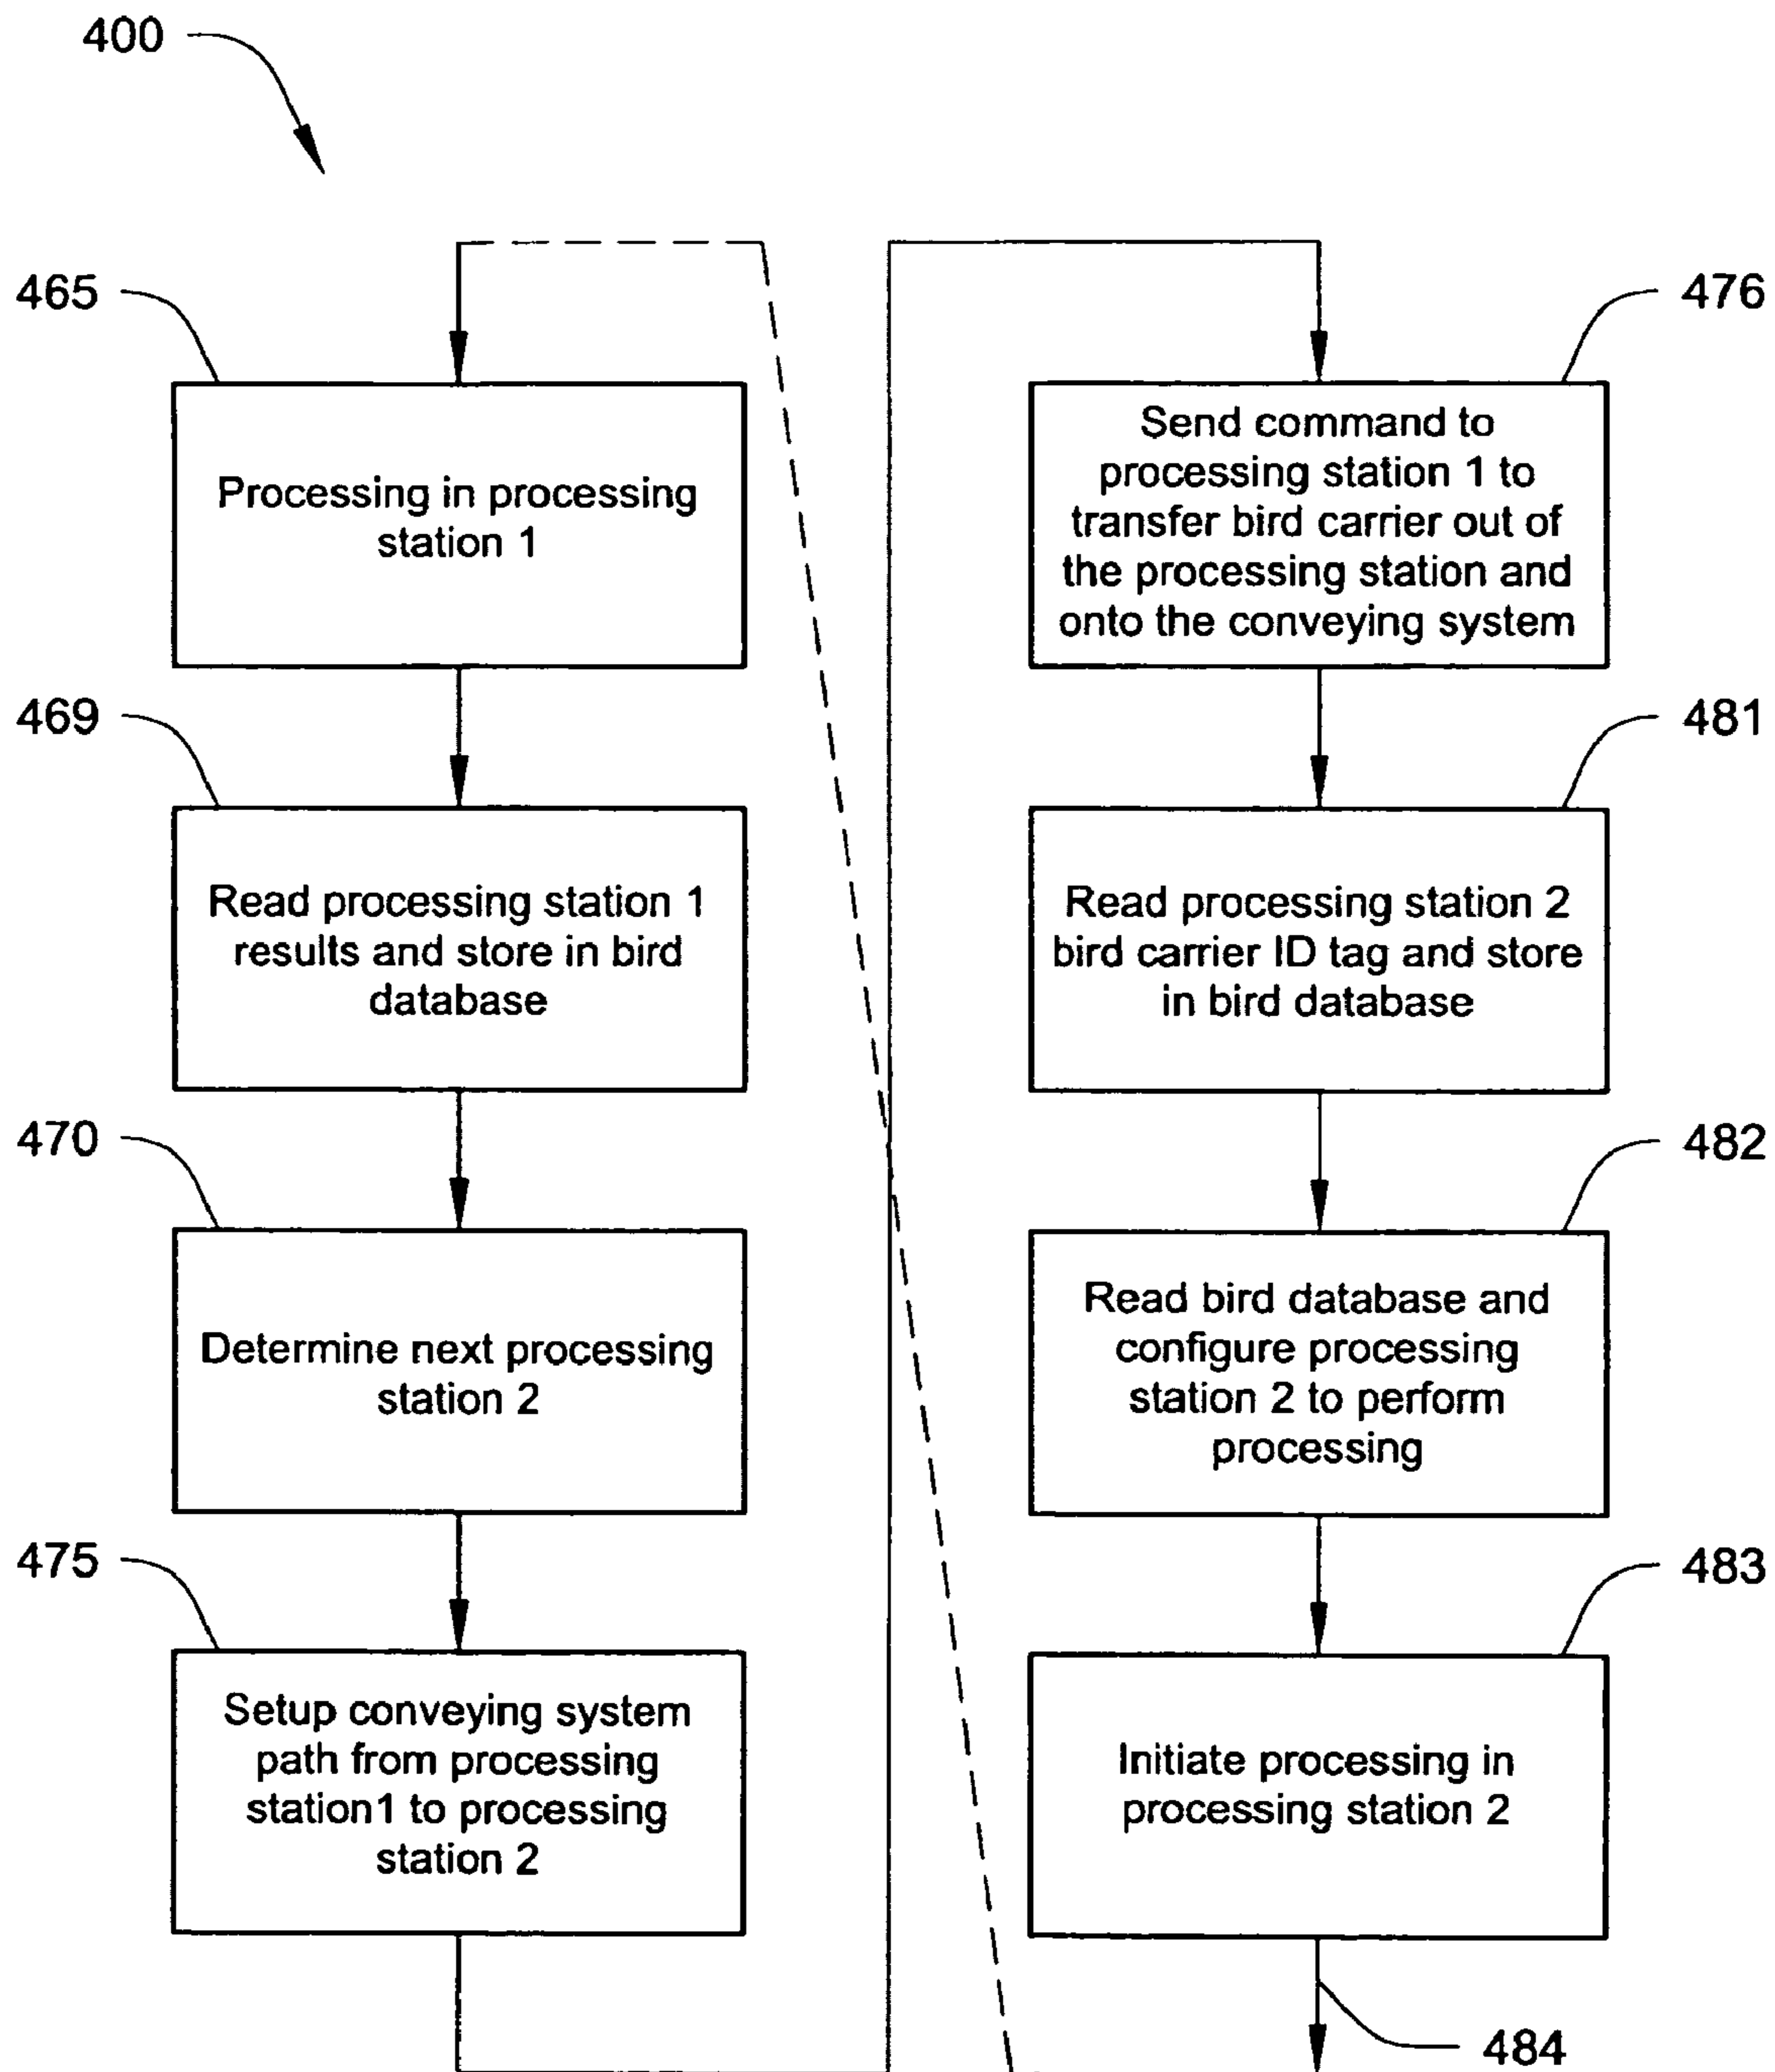 400
465
Processing in processing
station 1
469
Read processing station 1
results and store in bird
database
470
Determine next processing
station 2
475
Setup conveying system
path from processing
station1 to processing
station 2
476
Send command to
processing station 1 to
transfer bird carrier out of
the processing station and
onto the conveying system
481
Read processing station 2
bird carrier ID tag and store
in bird database
482
Read bird database and
configure processing
station 2 to perform
processing
483
Initiate processing in
processing station 2
484